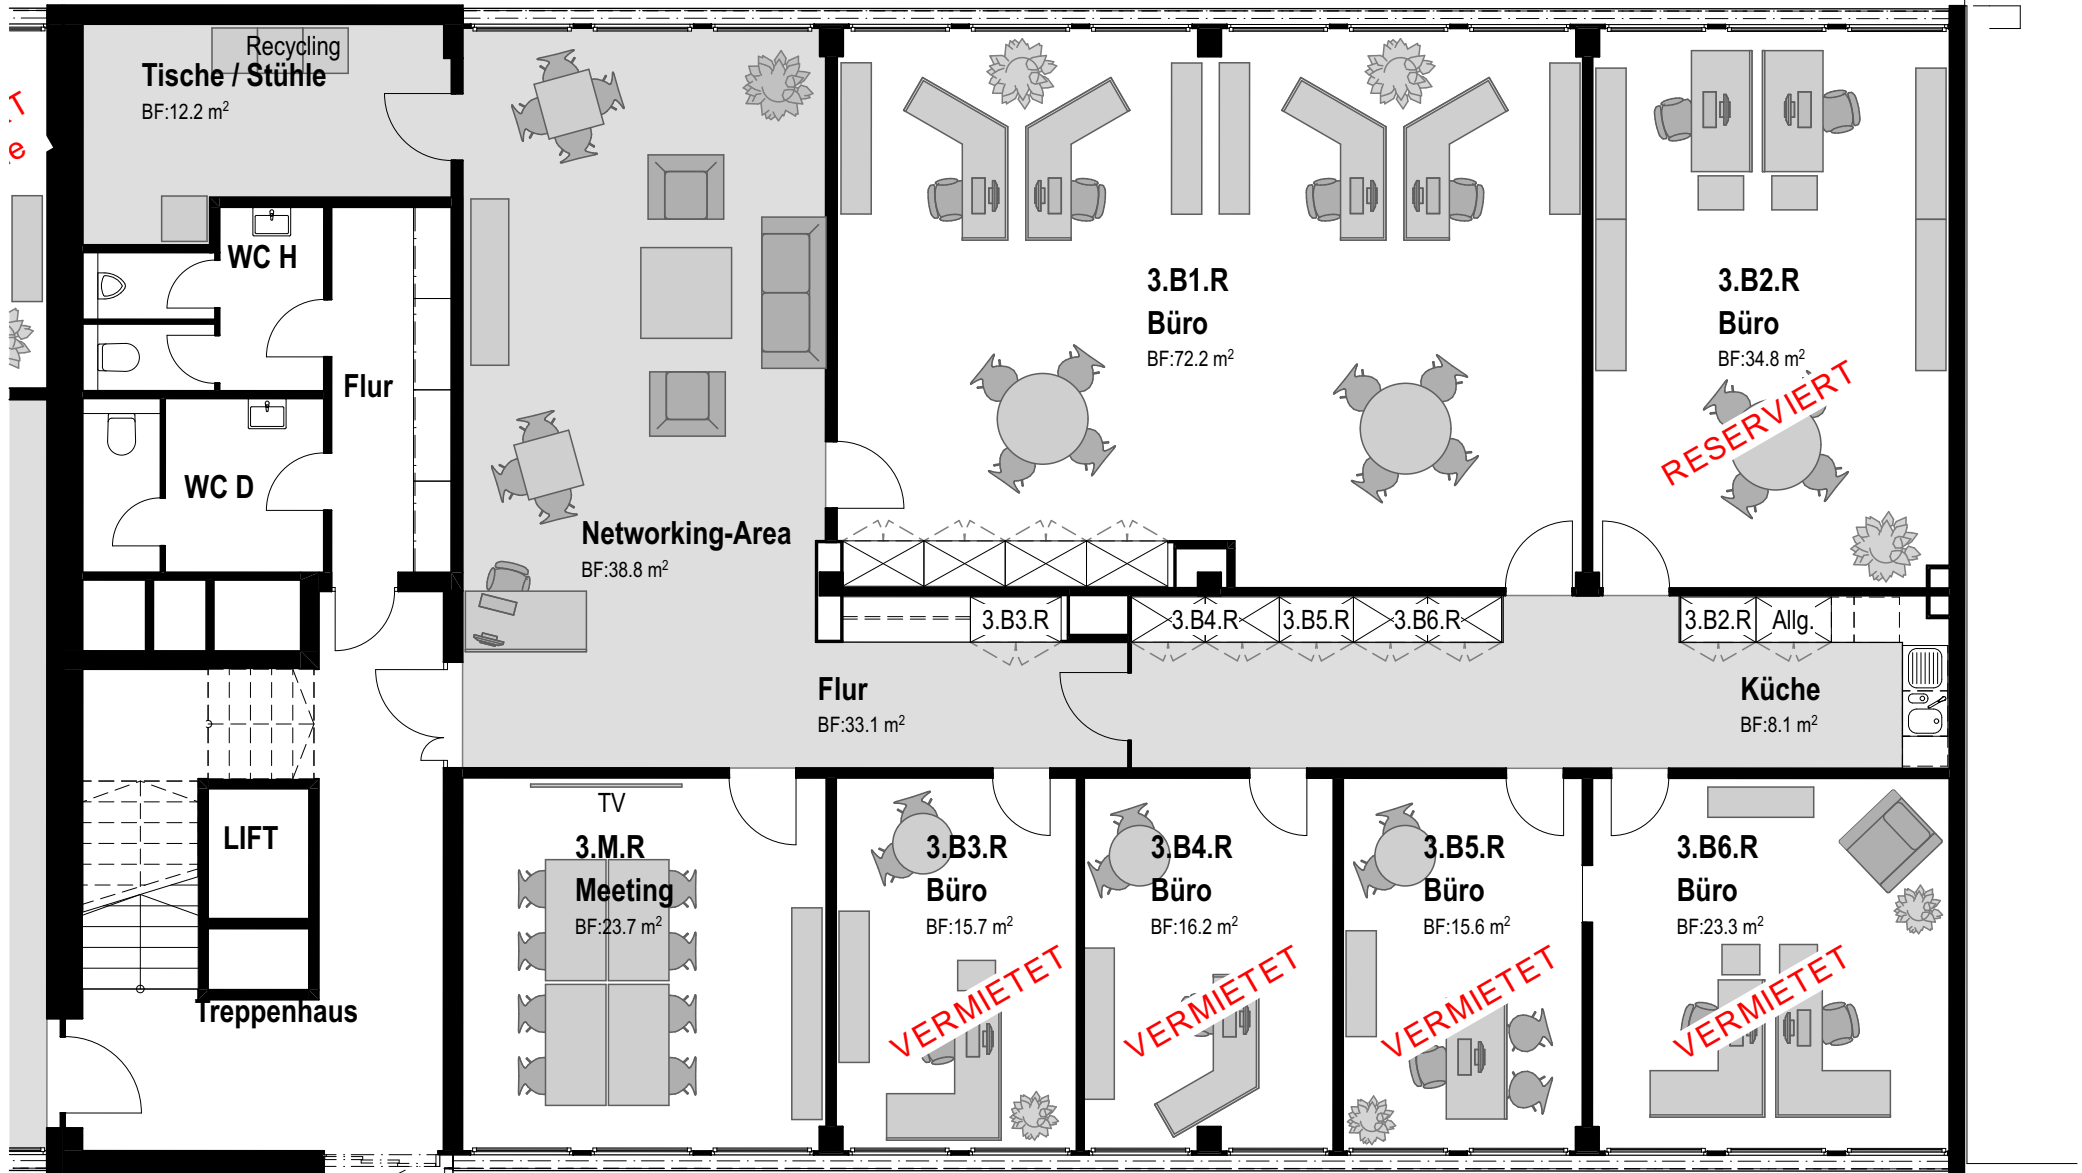 Recycling
Tische / Stühle
BF:12.2 m²
WC H
Flur
WC D
Networking-Area
BF:38.8 m²
3.B1.R
Büro
BF:72.2 m²
3.B2.R
Büro
BF:34.8 m²
RESERVIERT
3.B3.R
3.B4.R
3.B5.R
3.B6.R
3.B2.R
Allg.
Flur
BF:33.1 m²
Küche
BF:8.1 m²
LIFT
Treppenhaus
TV
3.M.R
Meeting
BF:23.7 m²
3.B3.R
Büro
BF:15.7 m²
VERMIETET
3.B4.R
Büro
BF:16.2 m²
VERMIETET
3.B5.R
Büro
BF:15.6 m²
VERMIETET
3.B6.R
Büro
BF:23.3 m²
VERMIETET